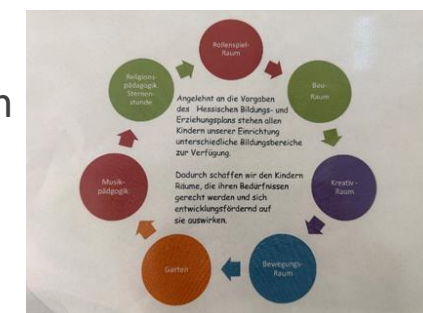 n
Rollenspiel-
Raum
Bau-
Raum
Kreativ -
Raum
Bewegungs-
Raum
Garten
Musik-
pädgogik
Religions-
pädagogik
Sternen-
stunde
Angelehnt an die Vorgaben
des Hessischen Bildungs- und
Erziehungsplans stehen allen
Kindern unserer Einrichtung
unterschiedliche Bildungsbereiche
zur Verfügung.
Dadurch schaffen wir den Kindern
Räume, die ihren Bedürfnissen
gerecht werden und sich
entwicklungsfördernd auf
sie auswirken.